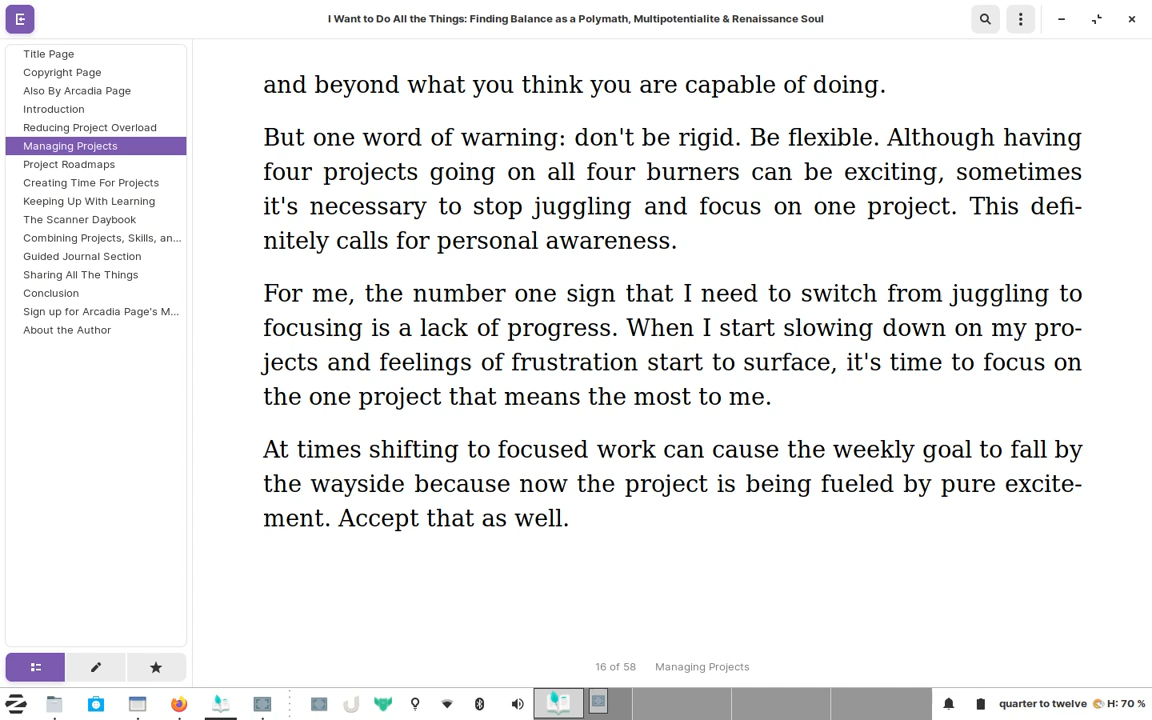 I Want to Do All the Things: Finding Balance as a Polymath, Multipotentialite & Renaissance Soul
Title Page
Copyright Page
Also By Arcadia Page
Introduction
Reducing Project Overload
Managing Projects
Project Roadmaps
Creating Time For Projects
Keeping Up With Learning
The Scanner Daybook
Combining Projects, Skills, an...
Guided Journal Section
Sharing All The Things
Conclusion
Sign up for Arcadia Page's M...
About the Author
and beyond what you think you are capable of doing.
But one word of warning: don't be rigid. Be flexible. Although having
four projects going on all four burners can be exciting, sometimes
it's necessary to stop juggling and focus on one project. This defi-
nitely calls for personal awareness.
For me, the number one sign that I need to switch from juggling to
focusing is a lack of progress. When I start slowing down on my pro-
jects and feelings of frustration start to surface, it's time to focus on
the one project that means the most to me.
At times shifting to focused work can cause the weekly goal to fall by
the wayside because now the project is being fueled by pure excite-
ment. Accept that as well.
16 of 58 Managing Projects
quarter to twelve H: 70 %